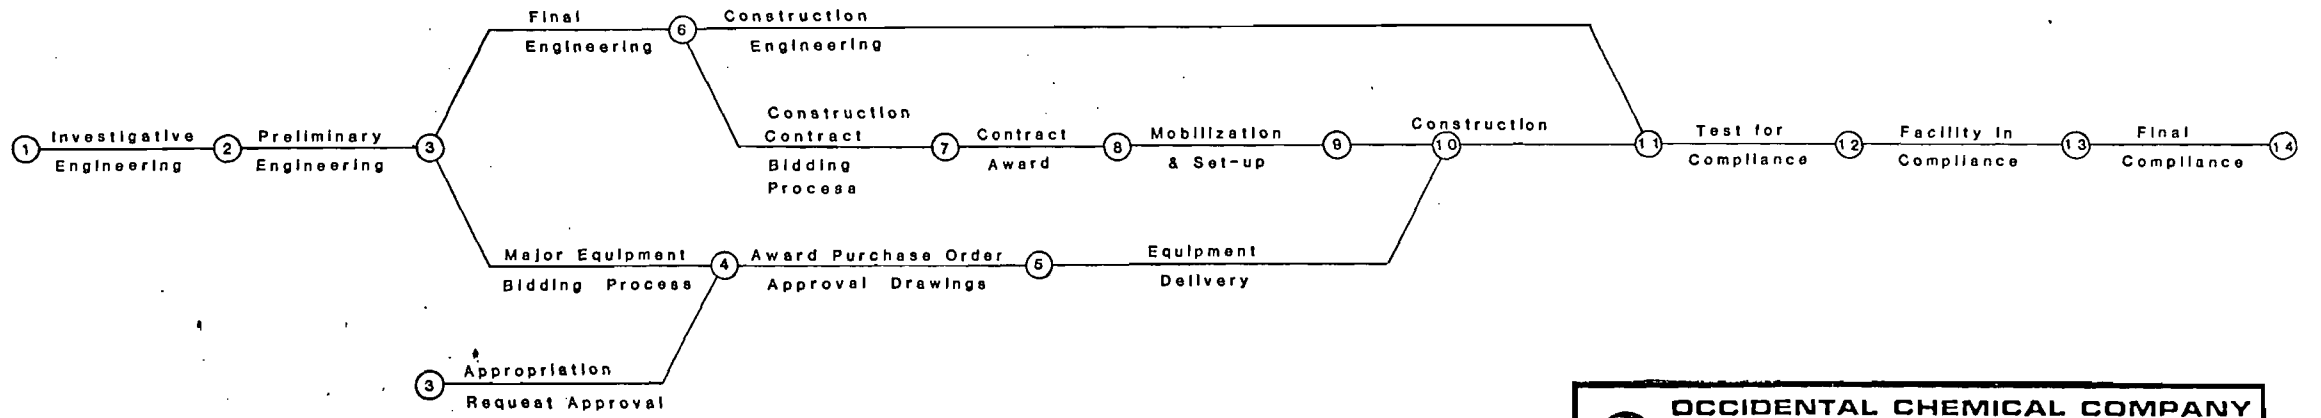 Final
Engineering
6
Construction
Engineering
1
Investigative
Engineering
2
Preliminary
Engineering
3
Construction
Contract
Bidding
Process
7
Contract
Award
8
Mobilization
& Set-up
9
Construction
10
11
Test for
Compliance
12
Facility In
Compliance
13
Final
Compliance
14
Major Equipment
Bidding Process
4
Award Purchase Order
Approval Drawings
5
Equipment
Delivery
3
Appropriation
Request Approval
OCCIDENTAL CHEMICAL COMPANY